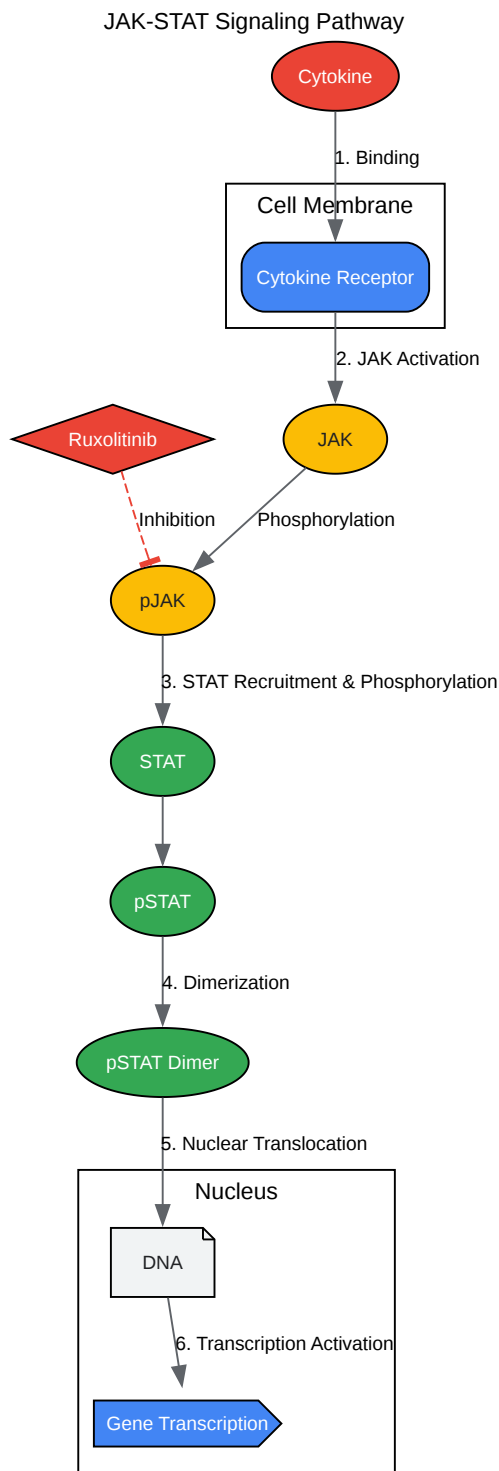 JAK-STAT Signaling Pathway
Cytokine
1. Binding
Cell Membrane
Cytokine Receptor
2. JAK Activation
Ruxolitinib
JAK
Inhibition
Phosphorylation
pJAK
3. STAT Recruitment & Phosphorylation
STAT
pSTAT
4. Dimerization
pSTAT Dimer
5. Nuclear Translocation
Nucleus
DNA
6. Transcription Activation
Gene Transcription